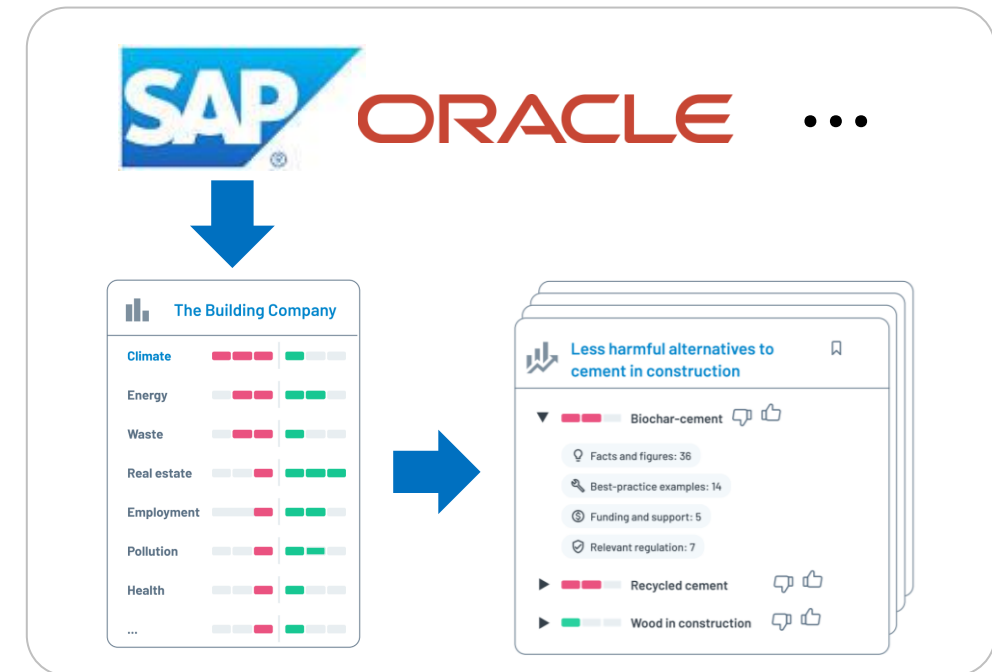 SAP
ORACLE
...
The Building Company
Climate
Energy
Waste
Real estate
Employment
Pollution
Health
...
Less harmful alternatives to
cement in construction
Biochar-cement
Facts and figures: 36
Best-practice examples: 14
Funding and support: 5
Relevant regulation: 7
Recycled cement
Wood in construction